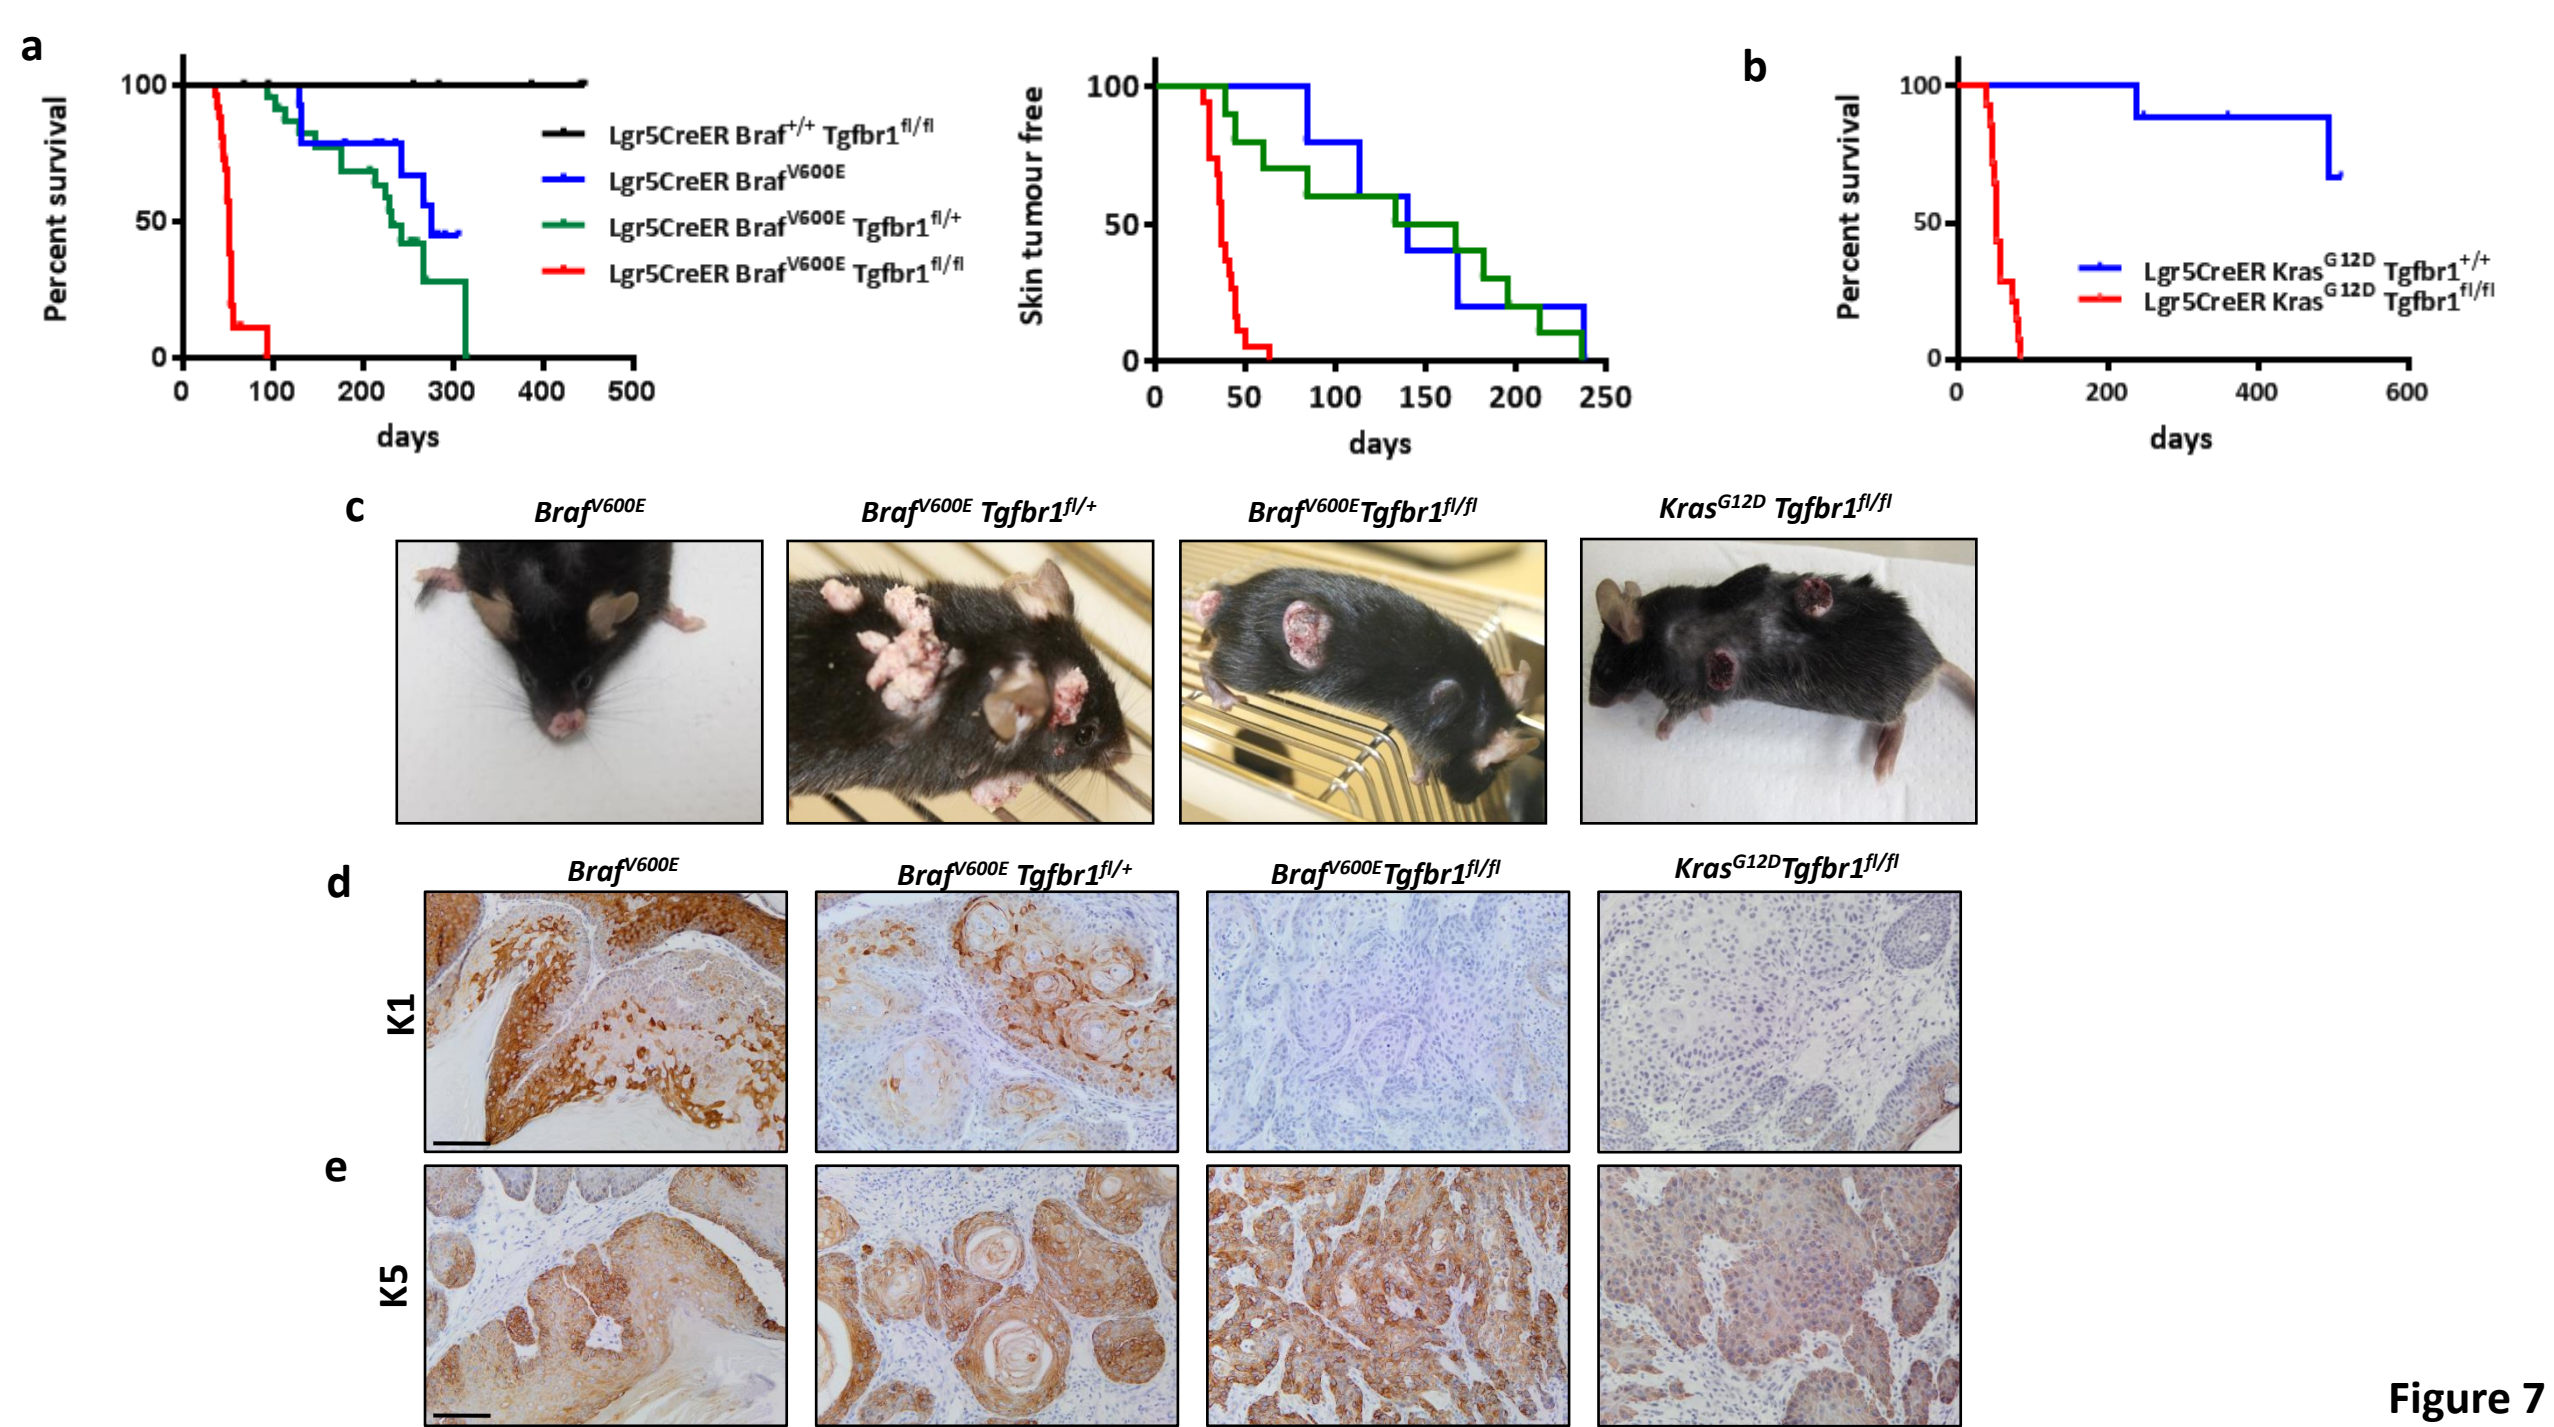 a
Percent survival
100
50
0
0 100 200 300 400 500
days
Lgr5CreER Braf+/+ Tgfbr1fl/fl
Lgr5CreER BrafV600E
Lgr5CreER BrafV600E Tgfbr1fl/+
Lgr5CreER BrafV600E Tgfbr1fl/fl
Skin tumour free
100
50
0
0 50 100 150 200 250
days
b
Percent survival
100
50
0
0 200 400 600
days
Lgr5CreER KrasG12D Tgfbr1+/+
Lgr5CreER KrasG12D Tgfbr1fl/fl
c
BrafV600E
BrafV600E Tgfbr1fl/+
BrafV600ETgfbr1fl/fl
KrasG12D Tgfbr1fl/fl
d
BrafV600E
BrafV600E Tgfbr1fl/+
BrafV600ETgfbr1fl/fl
KrasG12DTgfbr1fl/fl
K1
e
K5
Figure 7